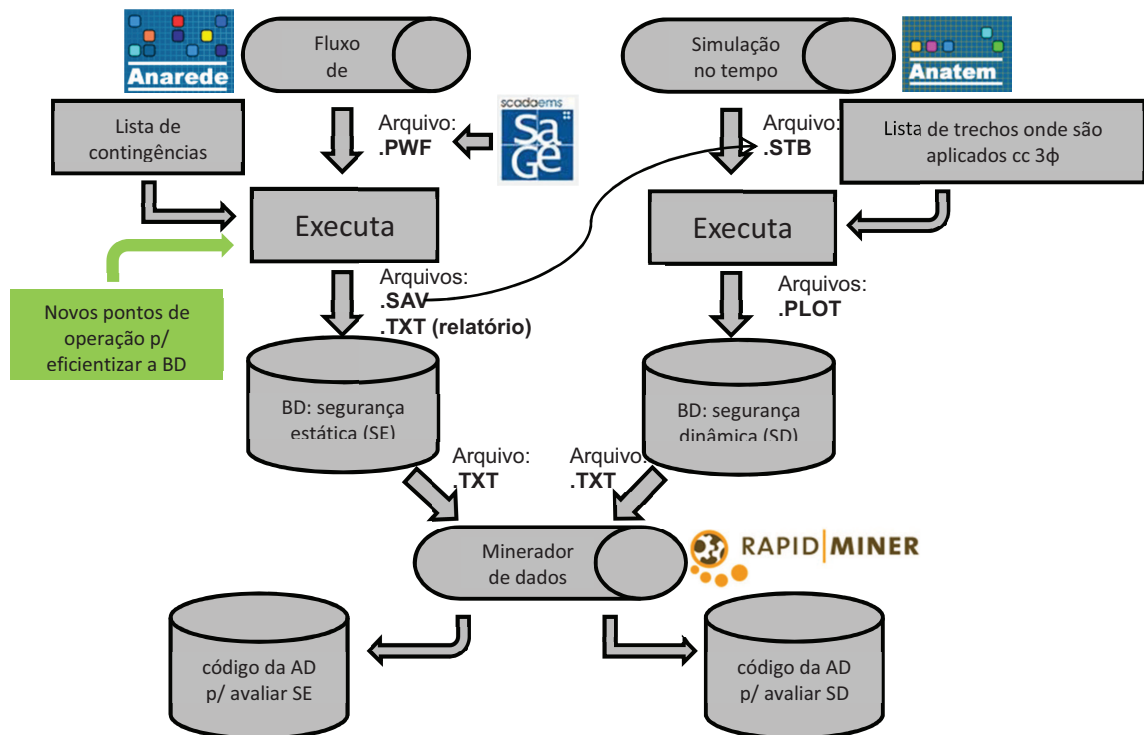 Anarede
Fluxo
de
Simulação
no tempo
Anatem
Lista de
contingências
Arquivo:
.PWF
scadaems
SaGe
Arquivo:
.STB
Lista de trechos onde são
aplicados cc 3ф
Executa
Executa
Novos pontos de
operação p/
eficientizar a BD
Arquivos:
.SAV
.TXT (relatório)
Arquivos:
.PLOT
BD: segurança
estática (SE)
BD: segurança
dinâmica (SD)
Arquivo:
.TXT
Arquivo:
.TXT
Minerador
de dados
RAPID|MINER
código da AD
p/ avaliar SE
código da AD
p/ avaliar SD